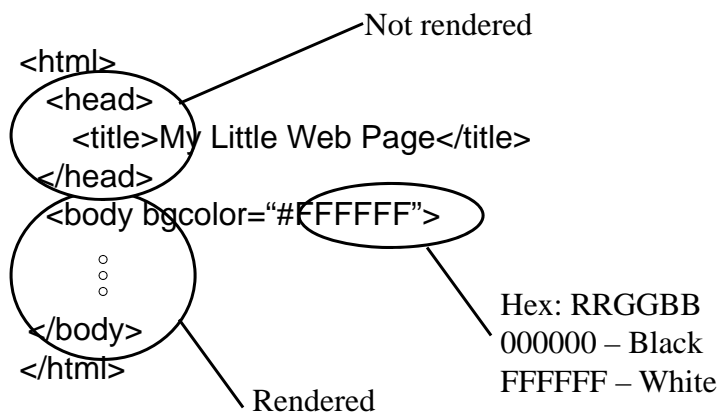 Not rendered
<html>
<head>
<title>My Little Web Page</title>
</head>
<body bgcolor=“#FFFFFF”>
</body>
</html>
Rendered
Hex: RRGGBB
000000 – Black
FFFFFF – White